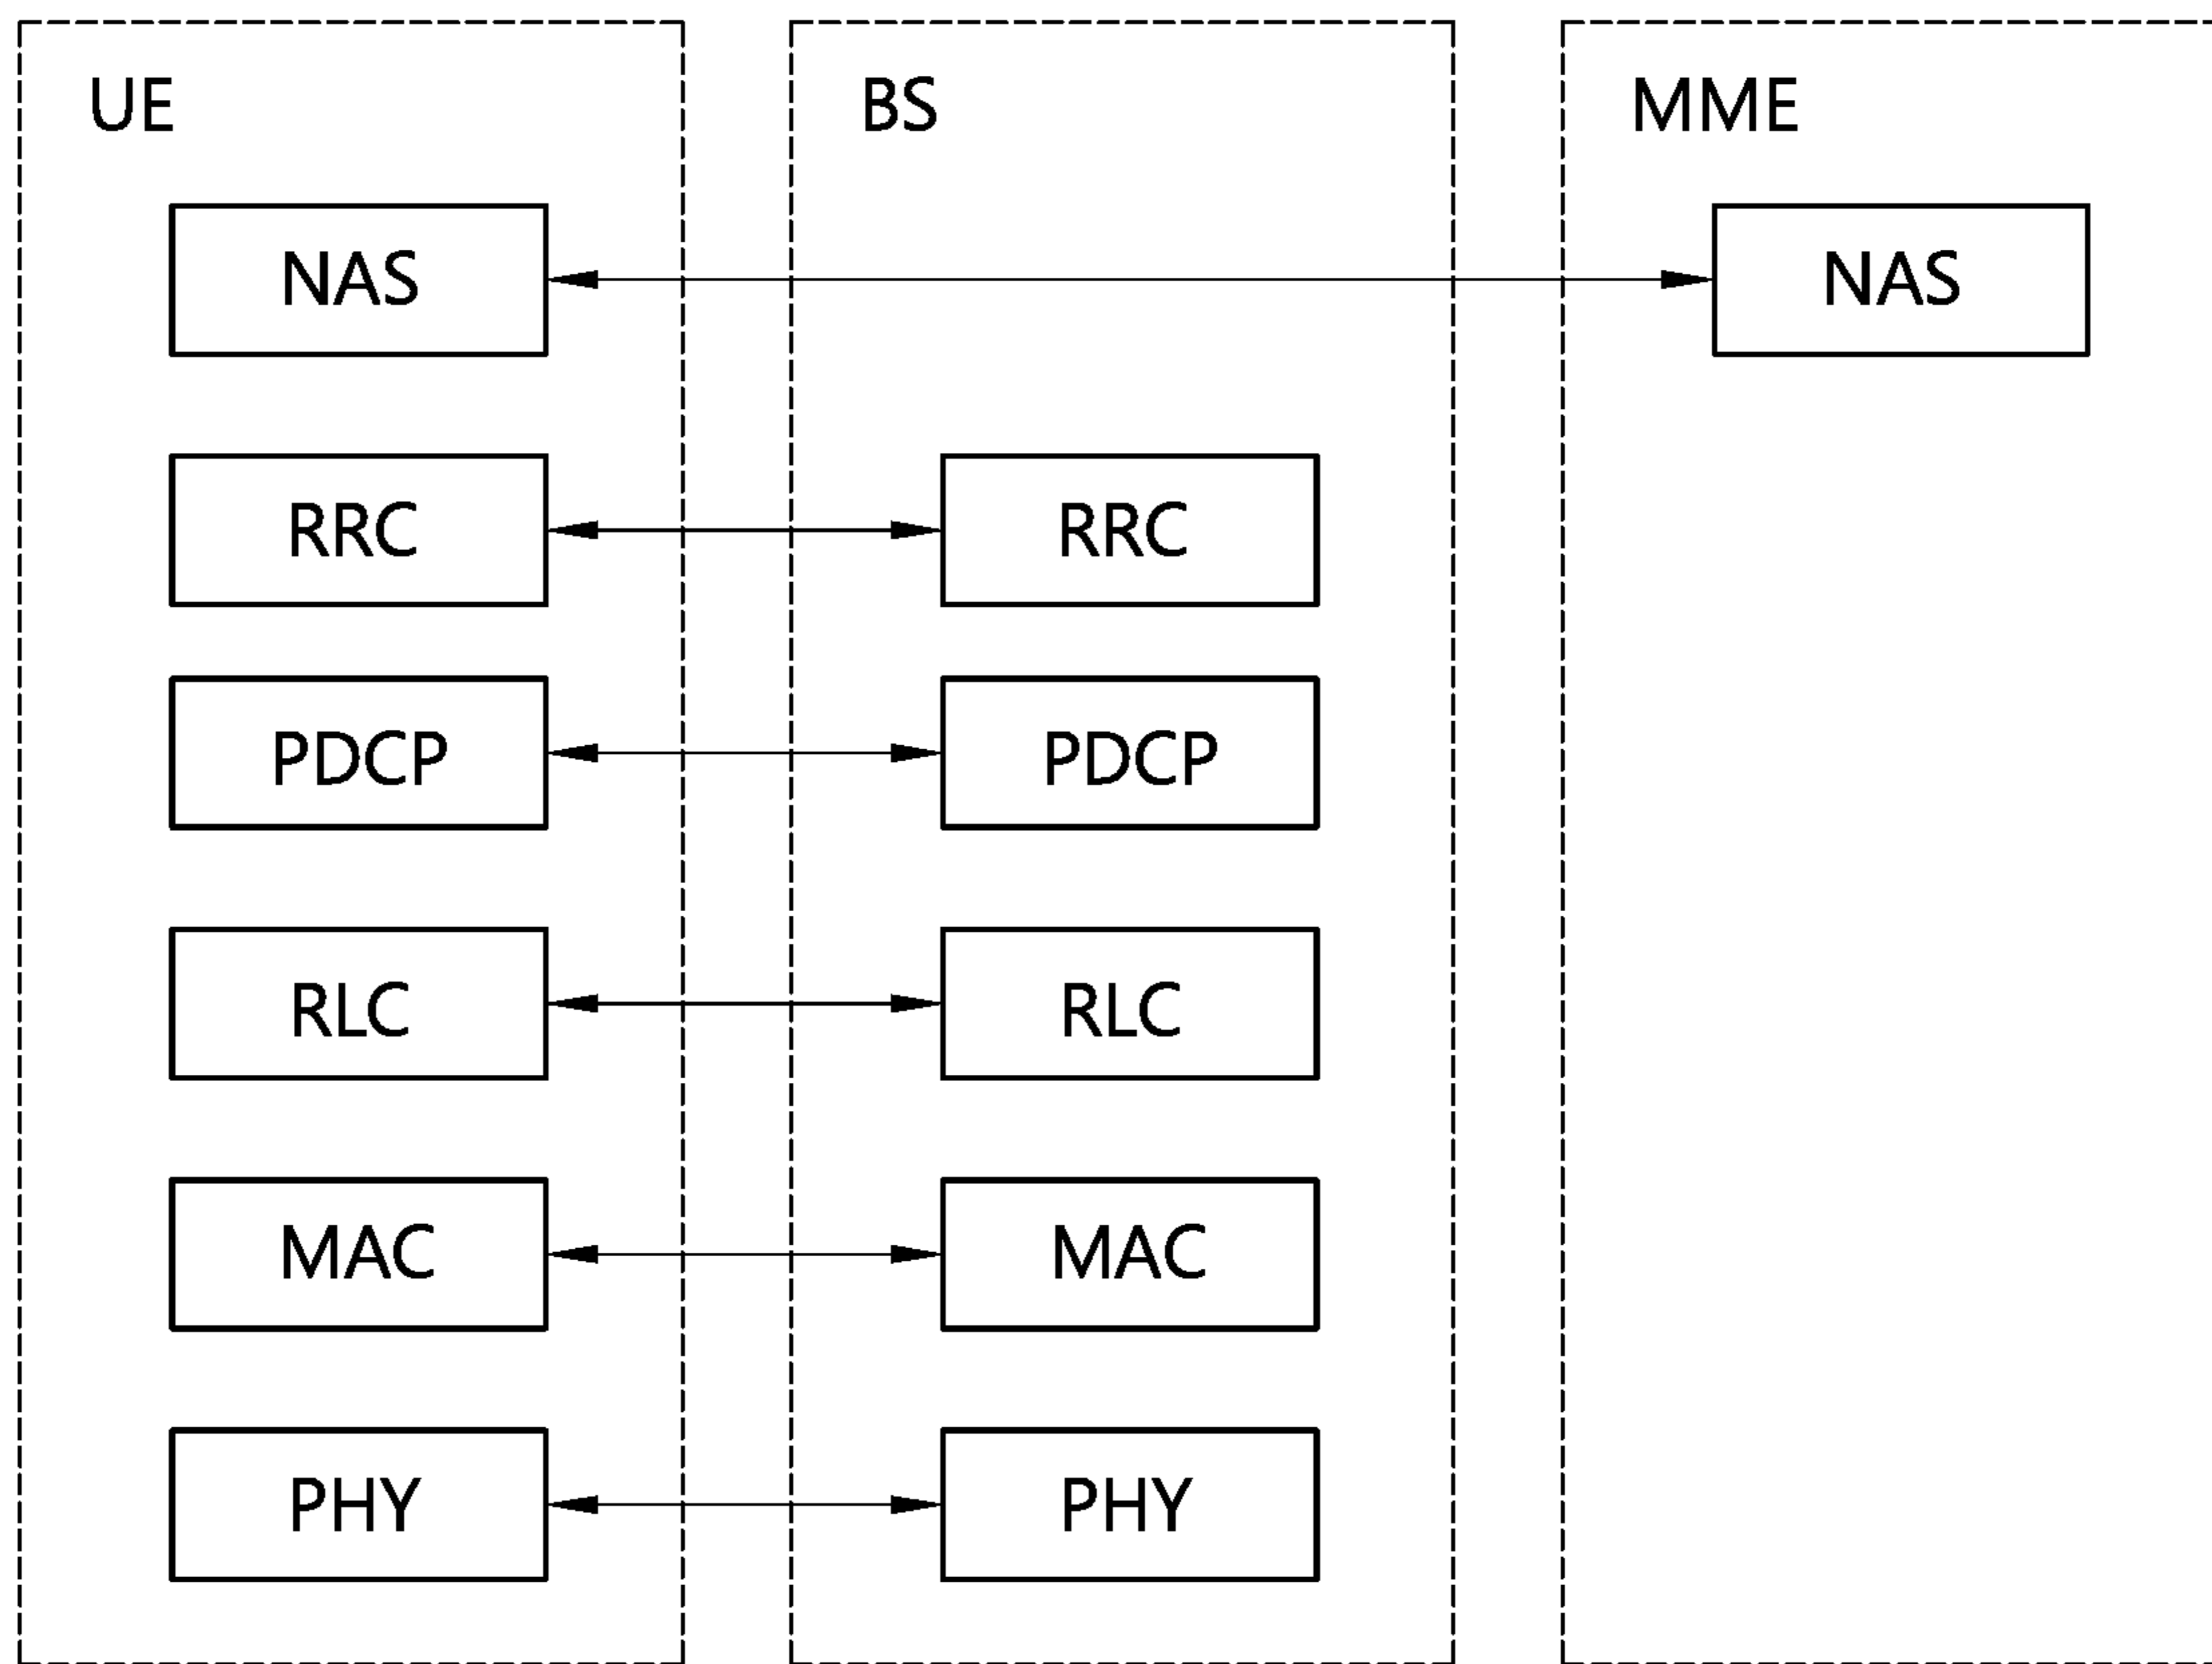 UE
BS
MME
NAS
NAS
RRC
RRC
PDCP
PDCP
RLC
RLC
MAC
MAC
PHY
PHY